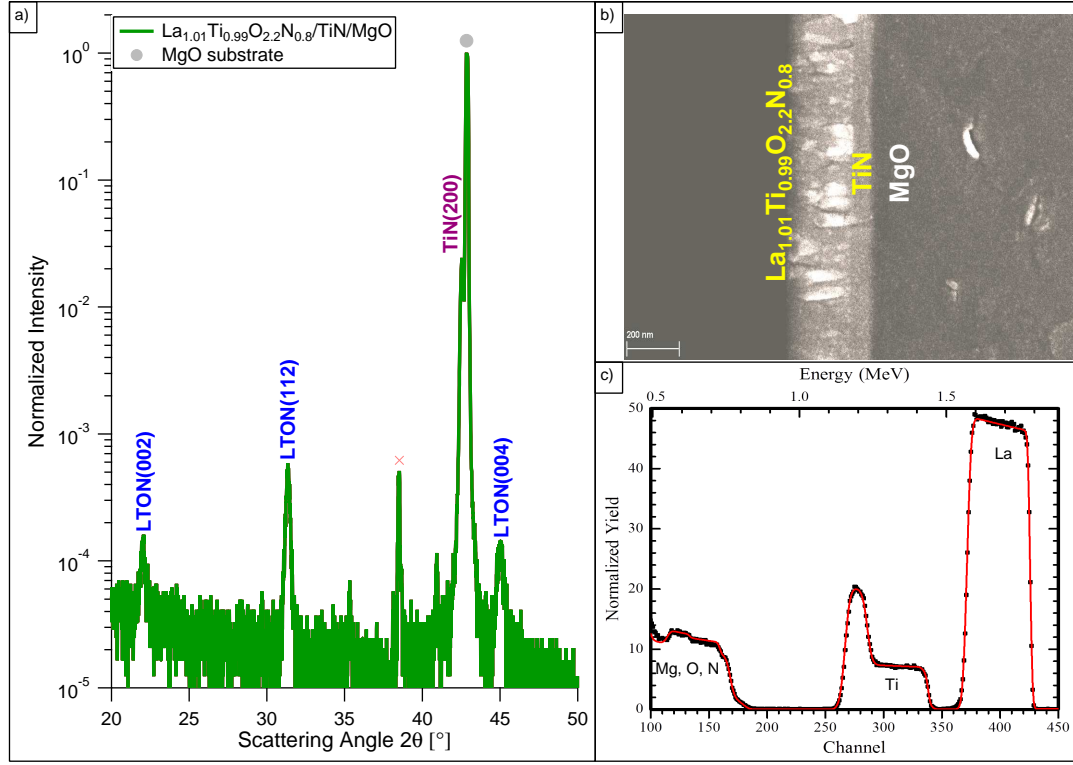 a)
La1.01Ti0.99O2.2N0.8/TiN/MgO
MgO substrate
10^0
10^-1
10^-2
10^-3
10^-4
10^-5
Normalized Intensity
TiN(200)
LTON(002)
LTON(112)
×
LTON(004)
20
25
30
35
40
45
50
Scattering Angle 2θ [°]
b)
La1.01Ti0.99O2.2N0.8
TiN
MgO
200 nm
c)
Energy (MeV)
0.5
1.0
1.5
50
40
30
20
10
0
Normalized Yield
La
Mg, O, N
Ti
100
150
200
250
300
350
400
450
Channel